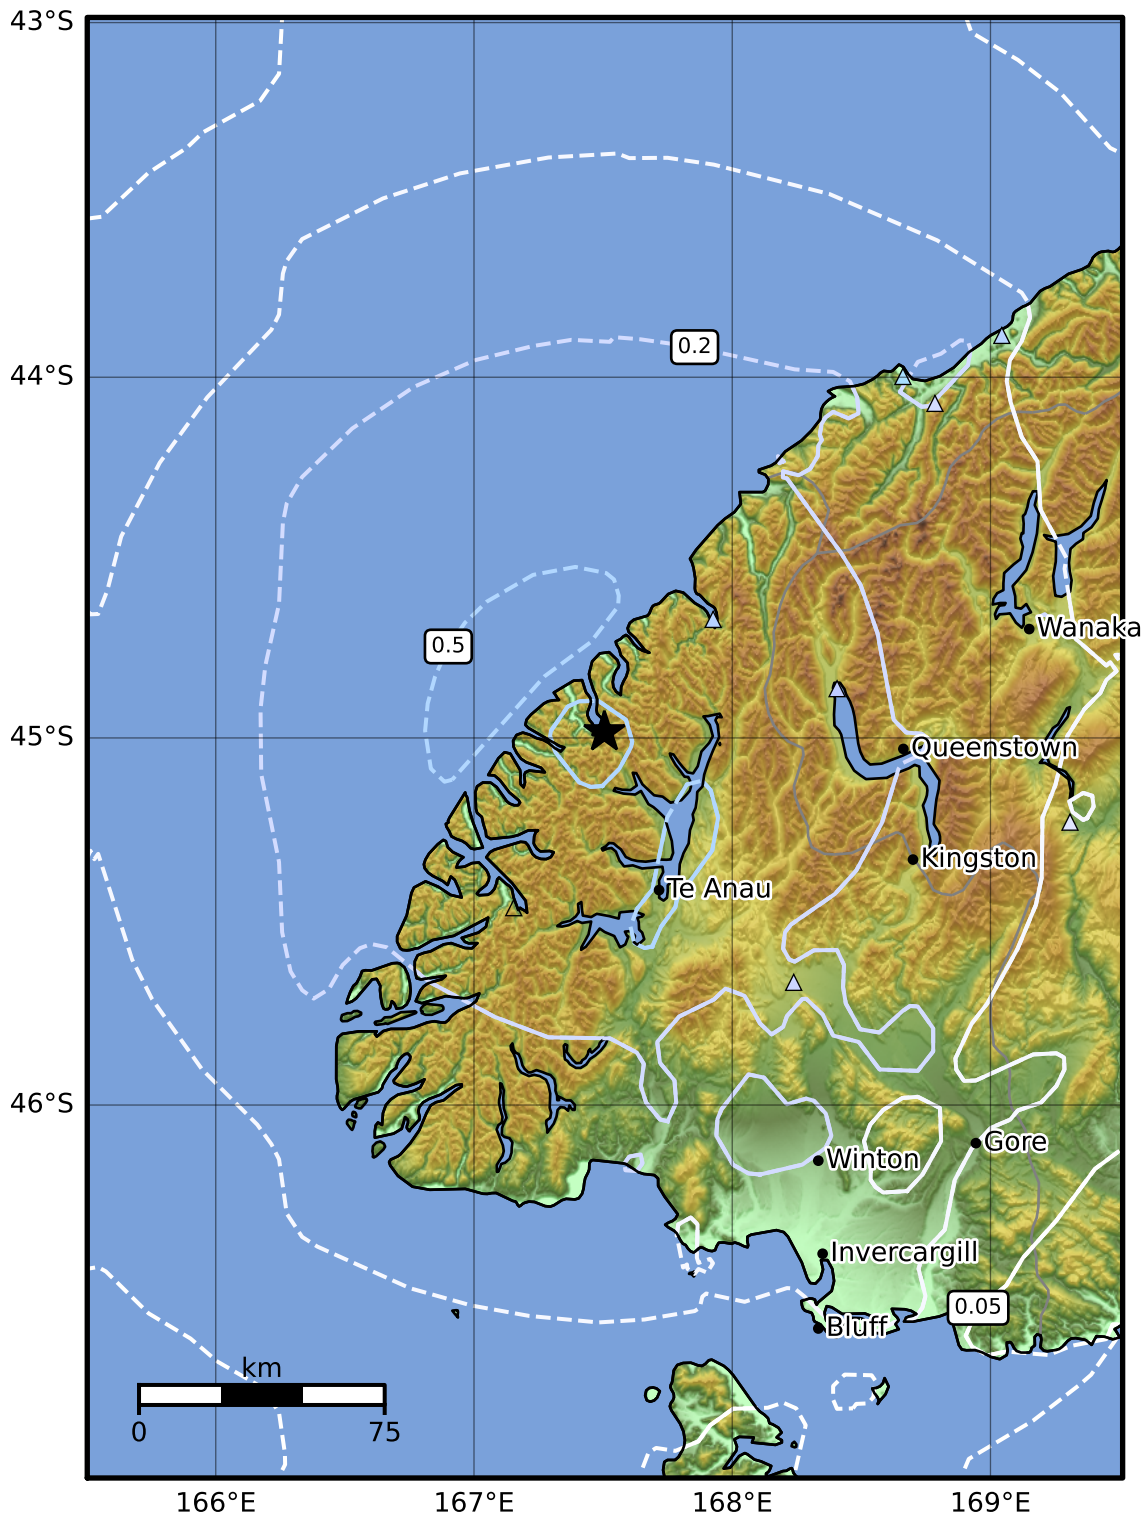 43°S
0.2
44°S
0.5
Wanaka
45°S
Queenstown
Kingston
Te Anau
46°S
Gore
Winton
Invercargill
0.05
Bluff
km
0
75
166°E
167°E
168°E
169°E